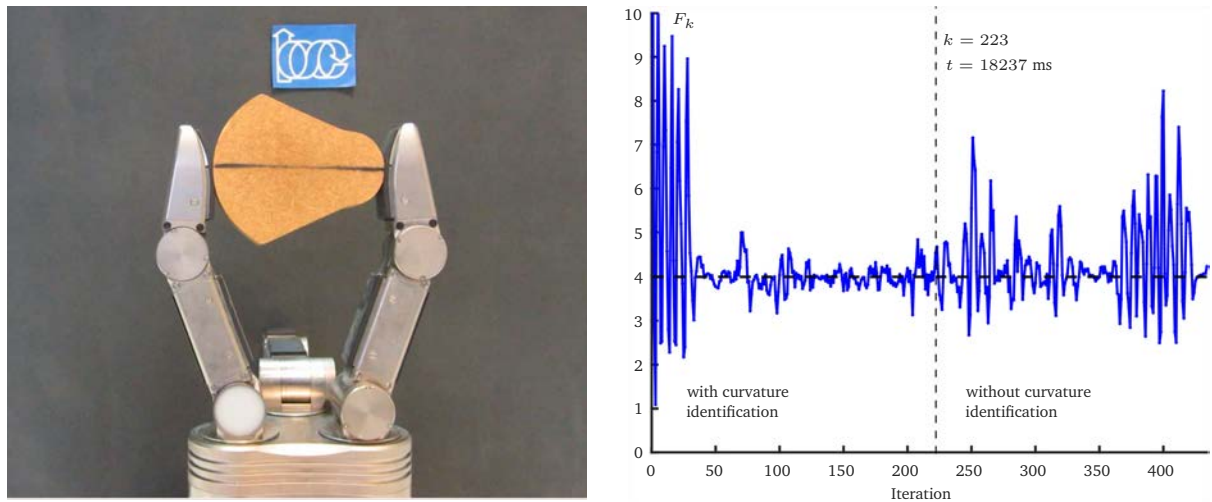 10
F_k
9
8
7
6
5
4
3
2
1
0
k = 223
t = 18237 ms
with curvature
identification
without curvature
identification
0 50 100 150 200 250 300 350 400
Iteration